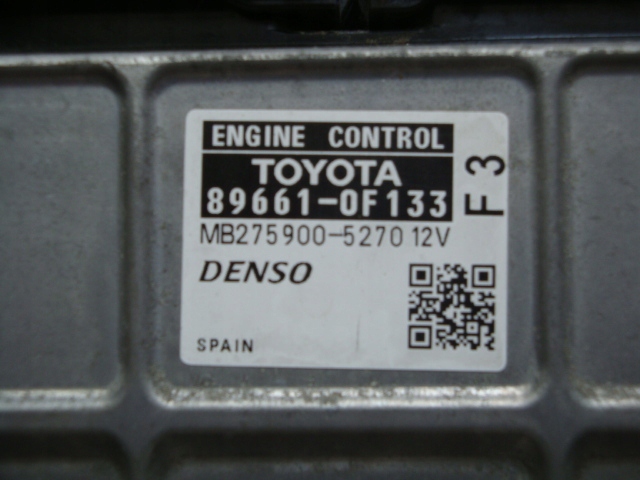 ENGINE CONTROL
TOYOTA
89661-0F133
F3
MB275900-5270 12V
DENSO
SPAIN